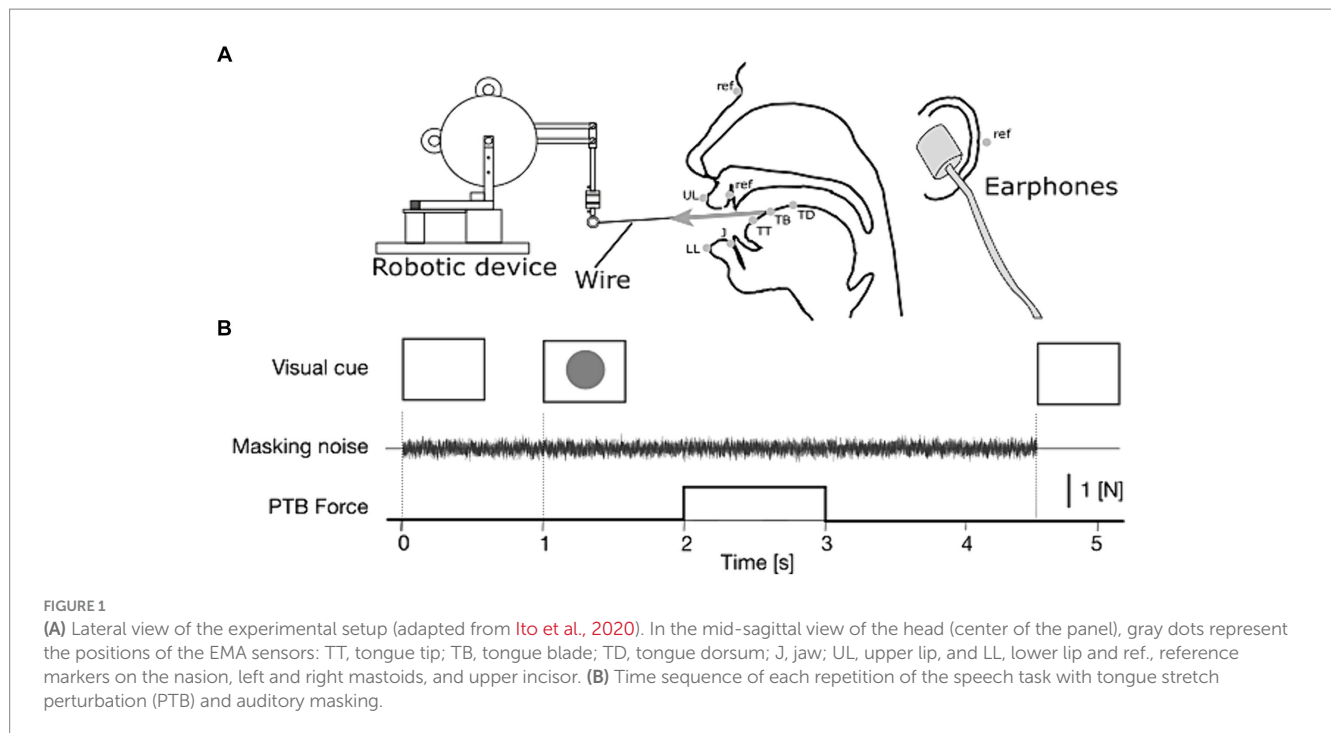 A
ref
UL
ref
TB
TD
TT
J
LL
ref
Earphones
Robotic device
Wire
B
Visual cue
Masking noise
PTB Force
1 [N]
0
1
2
3
4
5
Time [s]
FIGURE 1
(A) Lateral view of the experimental setup (adapted from Ito et al., 2020). In the mid-sagittal view of the head (center of the panel), gray dots represent
the positions of the EMA sensors: TT, tongue tip; TB, tongue blade; TD, tongue dorsum; J, jaw; UL, upper lip, and LL, lower lip and ref., reference
markers on the nasion, left and right mastoids, and upper incisor. (B) Time sequence of each repetition of the speech task with tongue stretch
perturbation (PTB) and auditory masking.